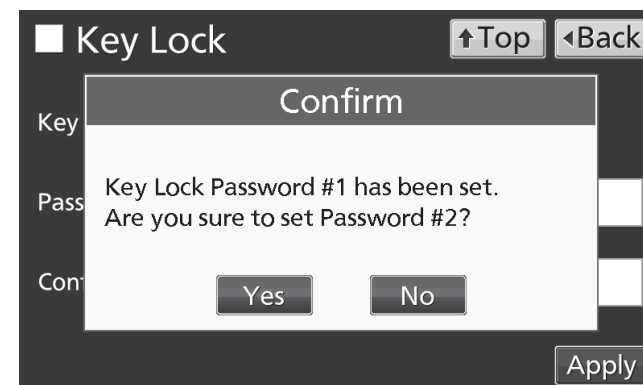 Key Lock
↑Top
◂Back
Confirm
Key
Key Lock Password #1 has been set.
Pass
Are you sure to set Password #2?
Yes
No
Apply